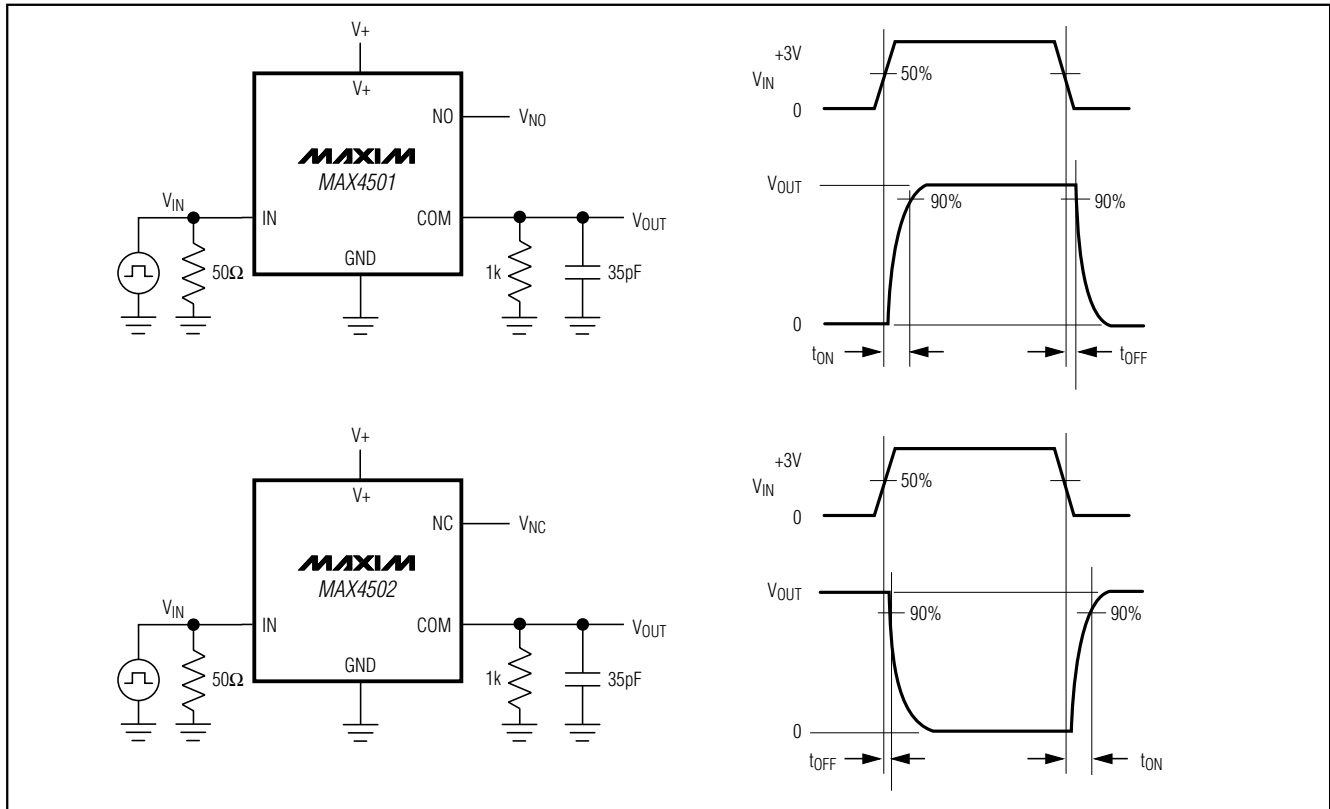 V+
V+
NO
VNO
MAXIM
MAX4501
VIN
IN
COM
VOUT
50Ω
GND
1k
35pF
+3V
VIN
0
50%
VOUT
90%
90%
0
tON
tOFF
V+
V+
NC
VNC
MAXIM
MAX4502
VIN
IN
COM
VOUT
50Ω
GND
1k
35pF
+3V
VIN
0
50%
VOUT
90%
90%
0
tOFF
tON